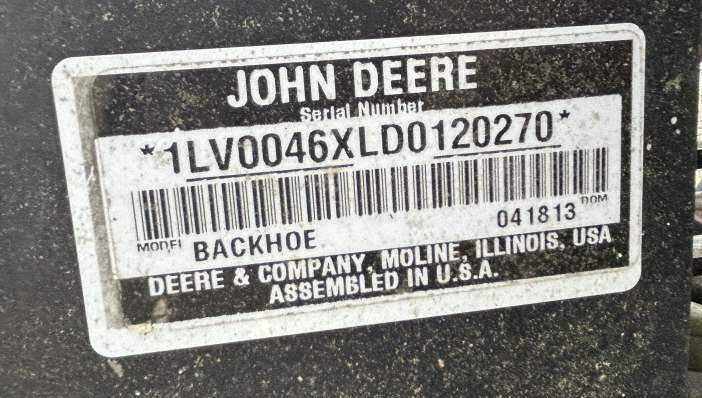 JOHN DEERE
Serial Number
*1LV0046XLD0120270*
041813 DOM
MODEL BACKHOE
DEERE & COMPANY, MOLINE, ILLINOIS, USA
ASSEMBLED IN U.S.A.